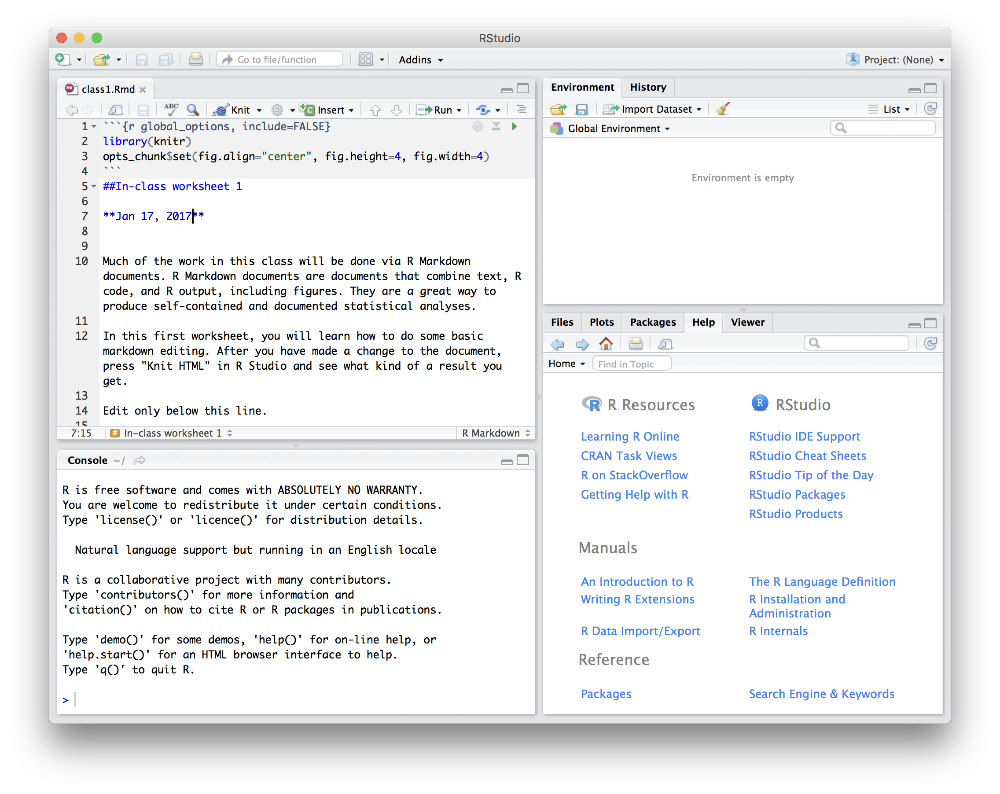 RStudio
Go to file/function
Addins
Project: (None)
class1.Rmd
ABC
Knit
Insert
Run
1 ```{r global_options, include=FALSE}
2 library(knitr)
3 opts_chunk$set(fig.align="center", fig.height=4, fig.width=4)
4 ```
5 ##In-class worksheet 1
6
7 **Jan 17, 2017**
8
9
10 Much of the work in this class will be done via R Markdown
documents. R Markdown documents are documents that combine text, R
code, and R output, including figures. They are a great way to
produce self-contained and documented statistical analyses.
11
12 In this first worksheet, you will learn how to do some basic
markdown editing. After you have made a change to the document,
press "Knit HTML" in R Studio and see what kind of a result you
get.
13
14 Edit only below this line.
15
7:15 # In-class worksheet 1 R Markdown
Console ~/
R is free software and comes with ABSOLUTELY NO WARRANTY.
You are welcome to redistribute it under certain conditions.
Type 'license()' or 'licence()' for distribution details.
Natural language support but running in an English locale
R is a collaborative project with many contributors.
Type 'contributors()' for more information and
'citation()' on how to cite R or R packages in publications.
Type 'demo()' for some demos, 'help()' for on-line help, or
'help.start()' for an HTML browser interface to help.
Type 'q()' to quit R.
>
Environment History
Import Dataset List
Global Environment
Environment is empty
Files Plots Packages Help Viewer
Home Find in Topic
R R Resources
Learning R Online
CRAN Task Views
R on StackOverflow
Getting Help with R
R RStudio
RStudio IDE Support
RStudio Cheat Sheets
RStudio Tip of the Day
RStudio Packages
RStudio Products
Manuals
An Introduction to R
Writing R Extensions
R Data Import/Export
The R Language Definition
R Installation and
Administration
R Internals
Reference
Packages
Search Engine & Keywords